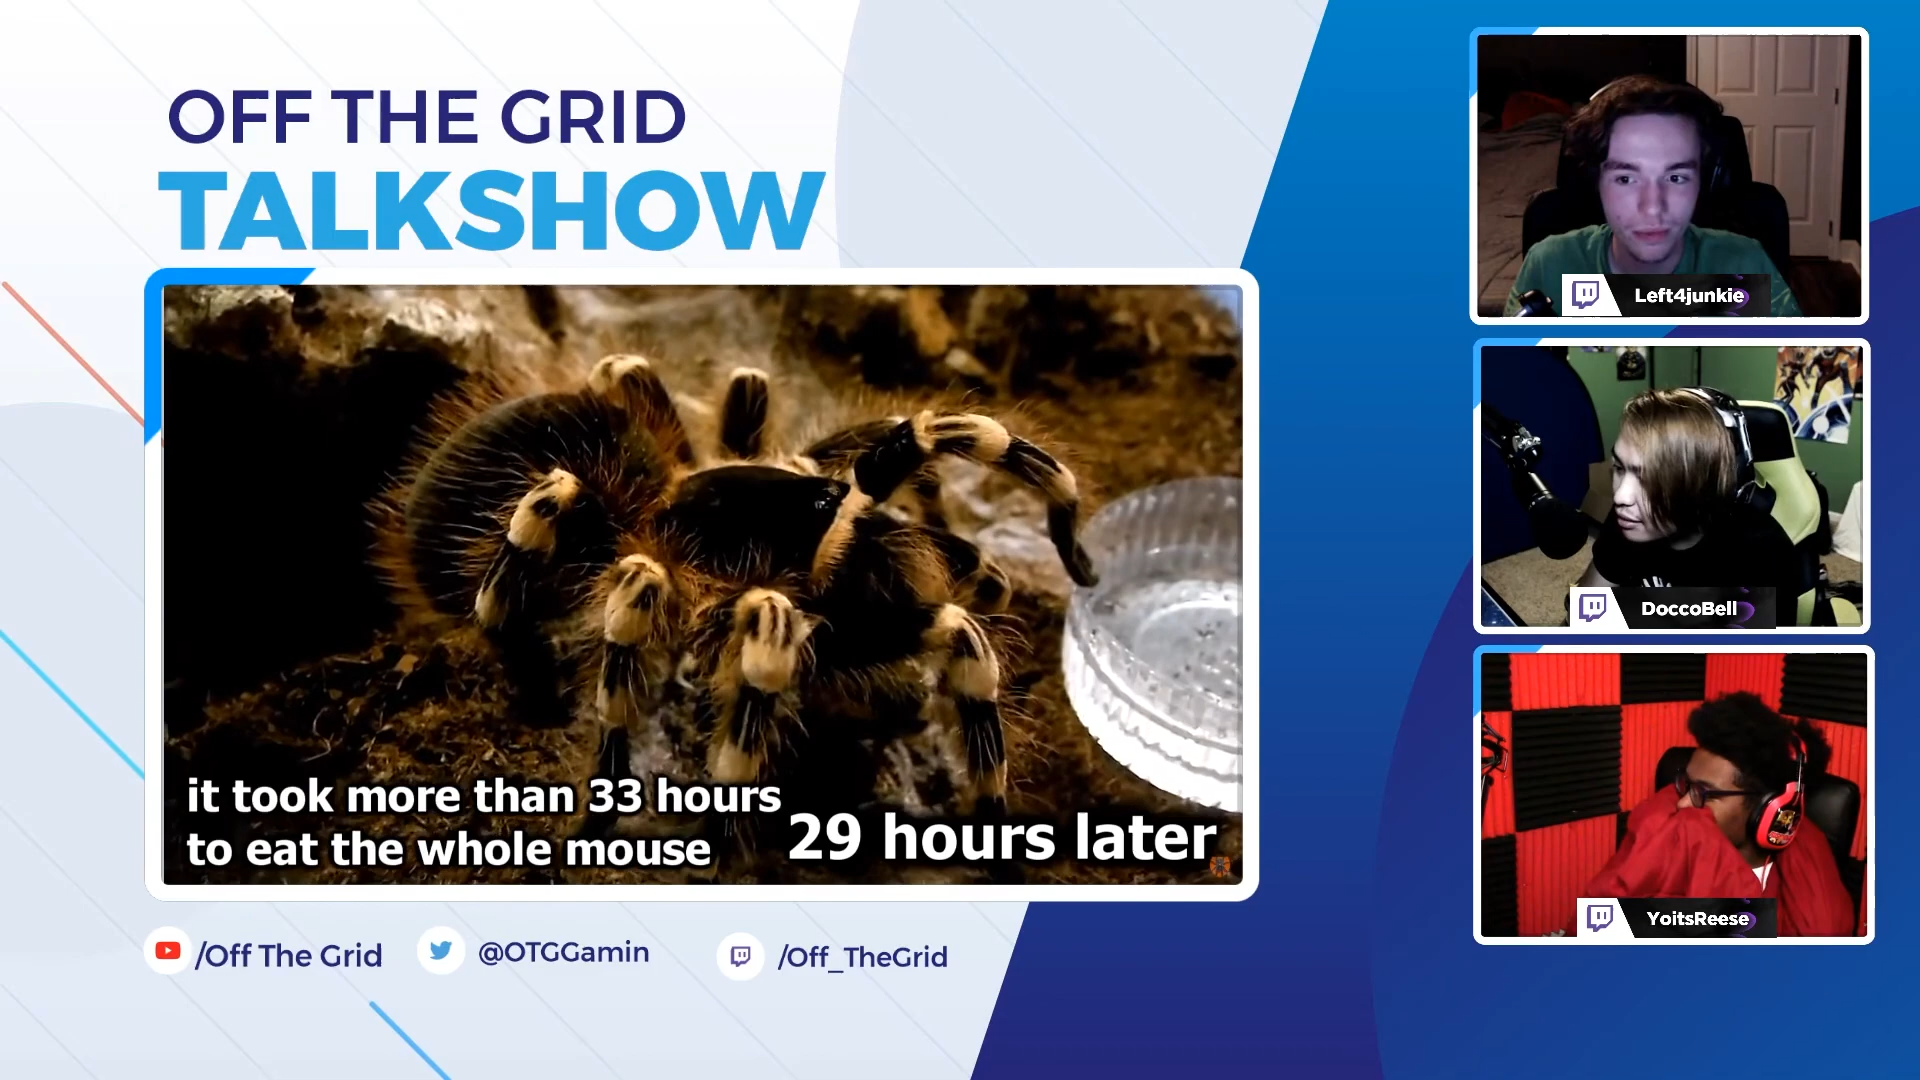 OFF THE GRID
TALKSHOW
it took more than 33 hours
to eat the whole mouse
29 hours later
/Off The Grid
@OTGGamin
/Off_TheGrid
Left4junkie
DoccoBell
YoitsReese